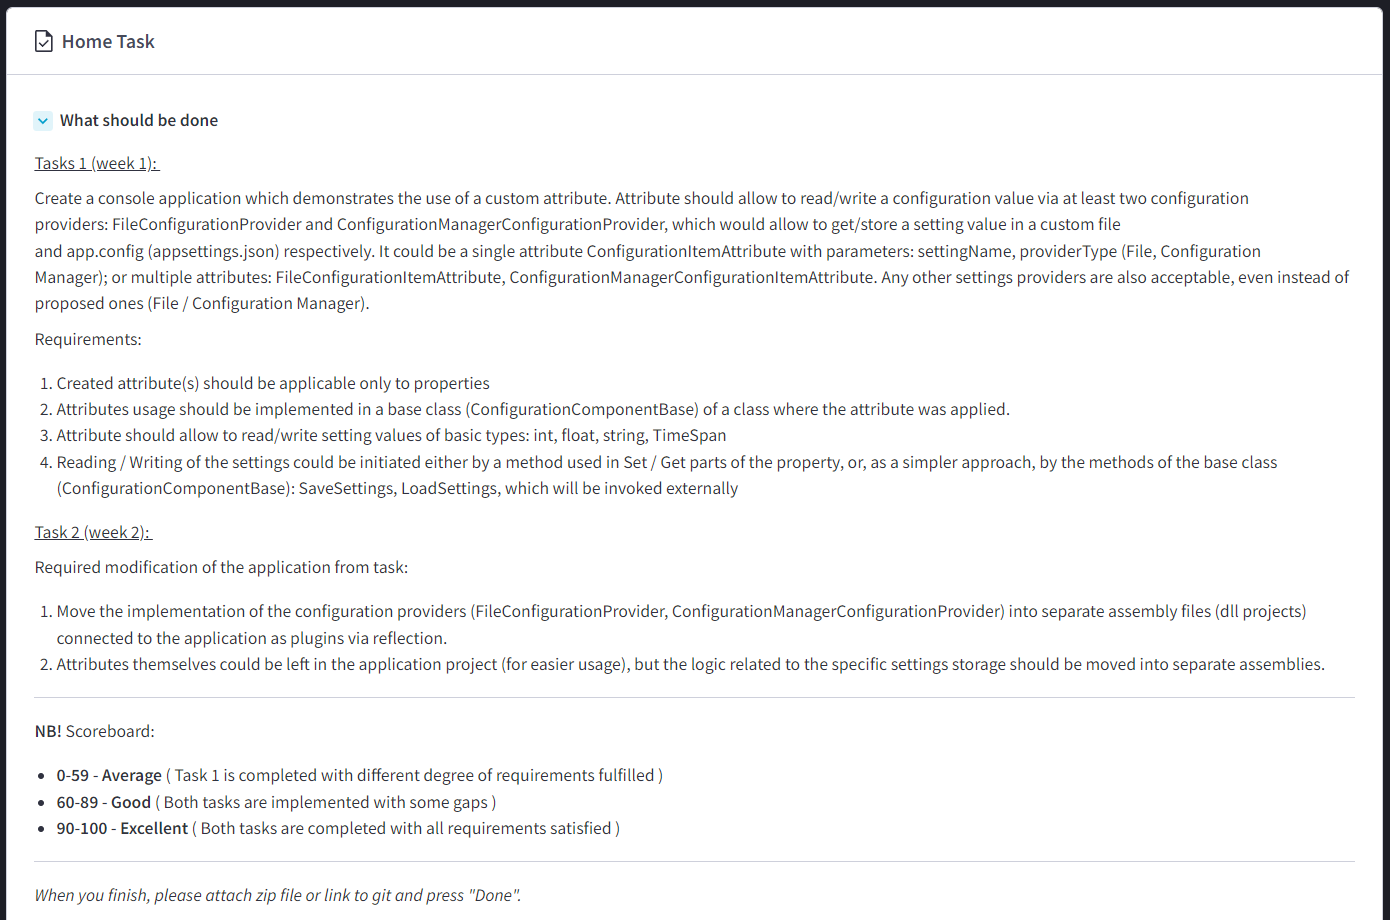 Home Task
What should be done
Tasks 1 (week 1):
Create a console application which demonstrates the use of a custom attribute. Attribute should allow to read/write a configuration value via at least two configuration
providers: FileConfigurationProvider and ConfigurationManagerConfigurationProvider, which would allow to get/store a setting value in a custom file
and app.config (appsettings.json) respectively. It could be a single attribute ConfigurationItemAttribute with parameters: settingName, providerType (File, Configuration
Manager); or multiple attributes: FileConfigurationItemAttribute, ConfigurationManagerConfigurationItemAttribute. Any other settings providers are also acceptable, even instead of
proposed ones (File / Configuration Manager).
Requirements:
1. Created attribute(s) should be applicable only to properties
2. Attributes usage should be implemented in a base class (ConfigurationComponentBase) of a class where the attribute was applied.
3. Attribute should allow to read/write setting values of basic types: int, float, string, TimeSpan
4. Reading / Writing of the settings could be initiated either by a method used in Set / Get parts of the property, or, as a simpler approach, by the methods of the base class
(ConfigurationComponentBase): SaveSettings, LoadSettings, which will be invoked externally
Task 2 (week 2):
Required modification of the application from task:
1. Move the implementation of the configuration providers (FileConfigurationProvider, ConfigurationManagerConfigurationProvider) into separate assembly files (dll projects)
connected to the application as plugins via reflection.
2. Attributes themselves could be left in the application project (for easier usage), but the logic related to the specific settings storage should be moved into separate assemblies.
NB! Scoreboard:
• 0-59 - Average ( Task 1 is completed with different degree of requirements fulfilled )
• 60-89 - Good ( Both tasks are implemented with some gaps )
• 90-100 - Excellent ( Both tasks are completed with all requirements satisfied )
When you finish, please attach zip file or link to git and press "Done".